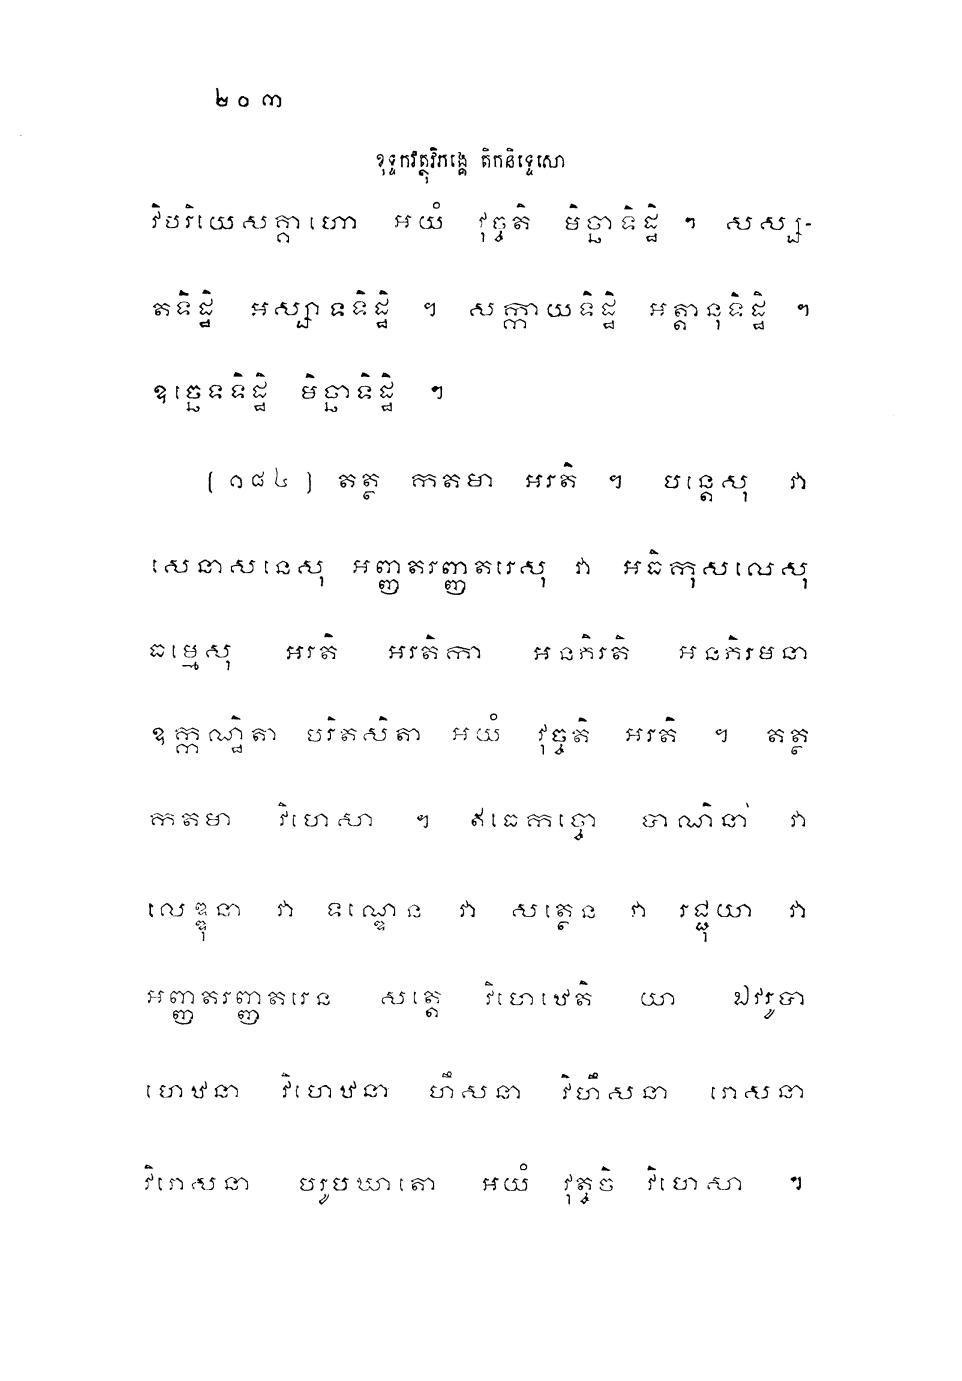 ២០៣
ខុទ្ទកវត្ថុវិភង្គេ តិកនិទ្ទេសោ
វិបរិយេសគ្គាហោ អយំ វុច្ចតិ មិច្ឆាទិដ្ឋិ ។ សស្ស-
តទិដ្ឋិ អស្សាទទិដ្ឋិ ។ សក្កាយទិដ្ឋិ អត្តានុទិដ្ឋិ ។
ឧច្ឆេទទិដ្ឋិ មិច្ឆាទិដ្ឋិ ។
(១៨៤) តត្ថ កតមា អរតិ ។ បន្តេសុ វា
សេនាសនេសុ អញ្ញតរញ្ញតរេសុ វា អធិកុសលេសុ
ធម្មេសុ អរតិ អរតិកា អនភិរតិ អនភិរមនា
ឧក្កណ្ឋិតា បរិតសិតា អយំ វុច្ចតិ អរតិ ។ តត្ថ
កតមា វិហេសា ។ ឥធេកច្ចោ បាណិនា វា
លេឌ្ឌុនា វា ទណ្ឌេន វា សត្ថេន វា រជ្ជុយា វា
អញ្ញតរញ្ញតរេន សត្តេ វិហេឋេតិ យា ឯវរូបា
ហេឋនា វិហេឋនា ហឹសនា វិហឹសនា រោសនា
វិរោសនា បរូបឃាតោ អយំ វុត្ចចិ វិហេសា ។